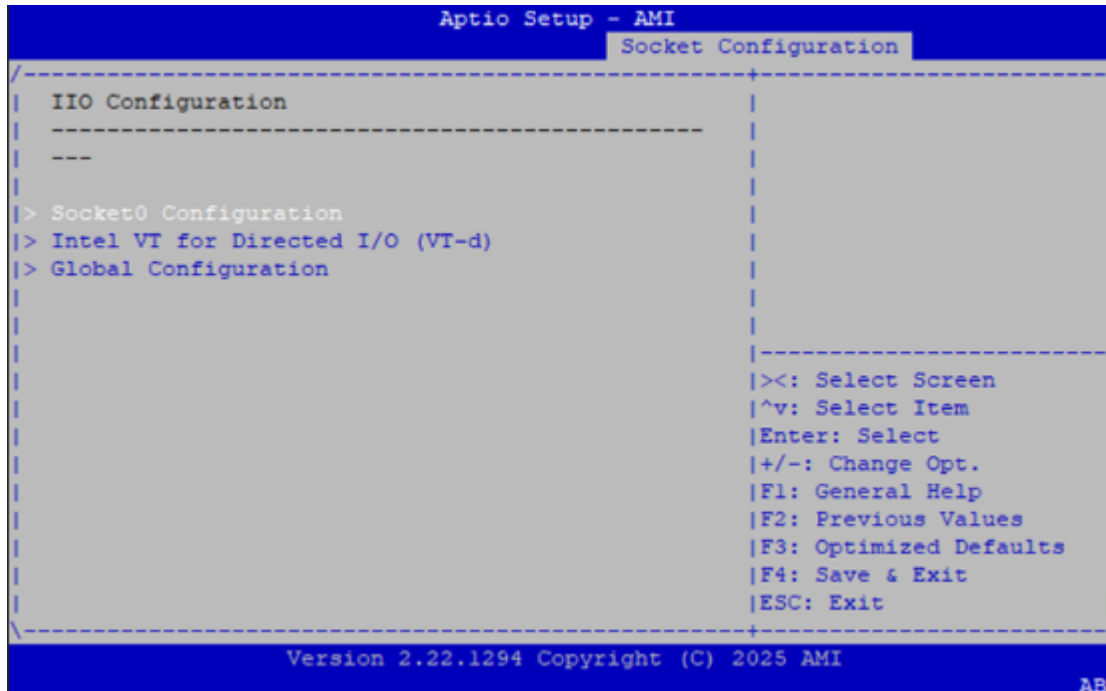 Aptio Setup - AMI
Socket Configuration
IIO Configuration
------------------------------------------------
---
> Socket0 Configuration
> Intel VT for Directed I/O (VT-d)
> Global Configuration
><: Select Screen
^v: Select Item
Enter: Select
+/-: Change Opt.
F1: General Help
F2: Previous Values
F3: Optimized Defaults
F4: Save & Exit
ESC: Exit
Version 2.22.1294 Copyright (C) 2025 AMI
AB